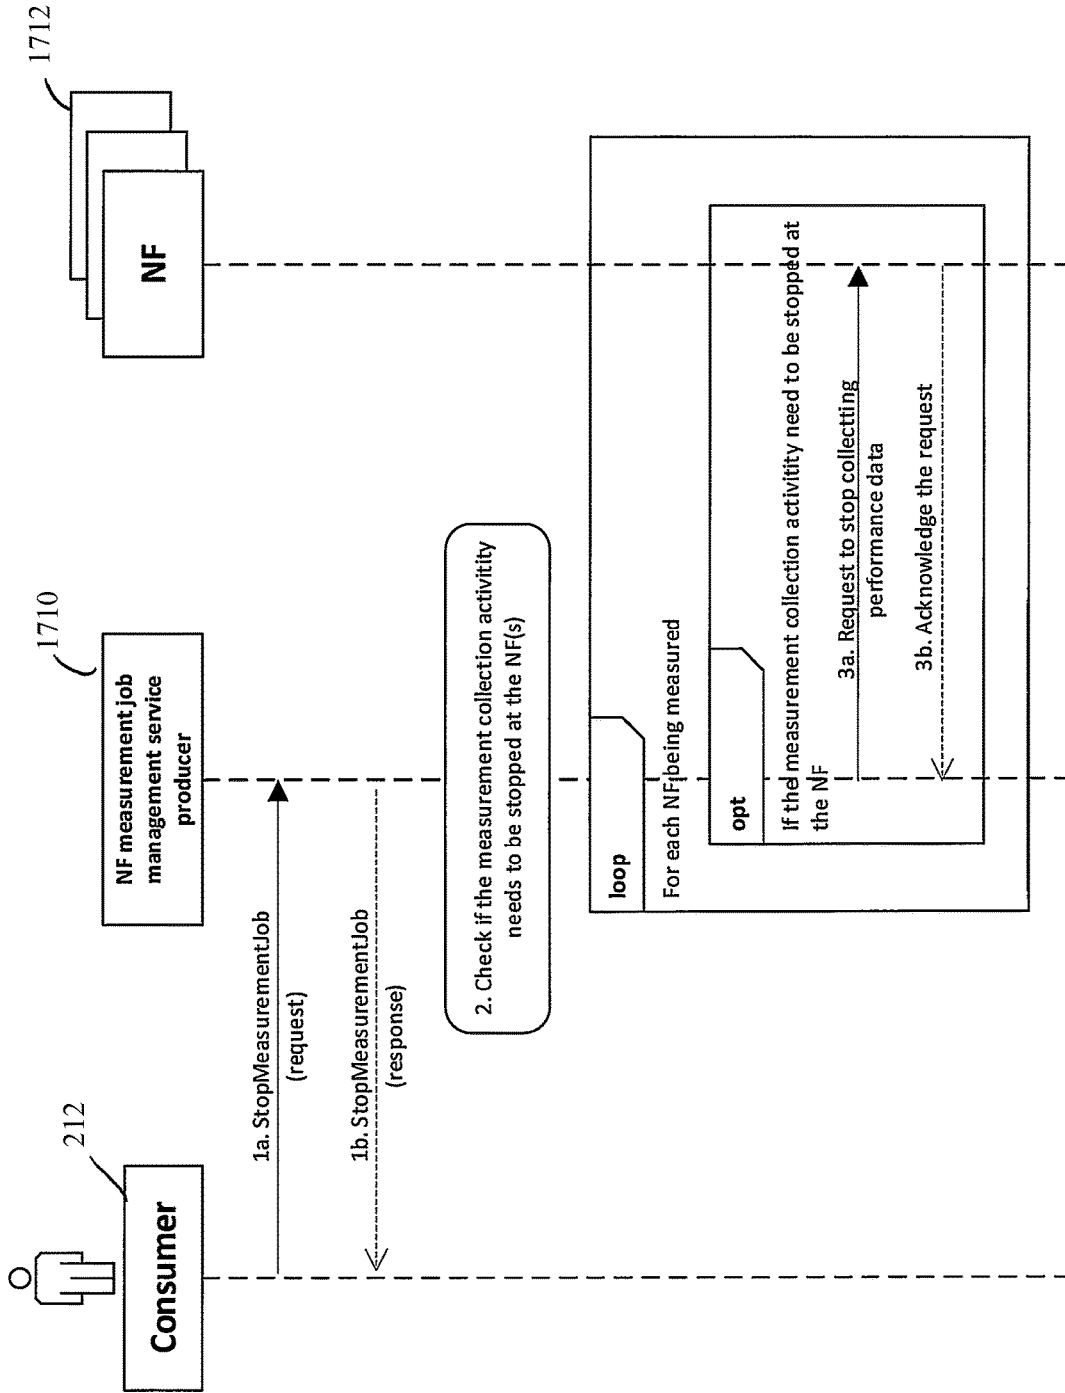 212
Consumer
1710
NF measurement job
management service
producer
1712
NF
1a. StopMeasurementJob
(request)
1b. StopMeasurementJob
(response)
2. Check if the measurement collection activitity
needs to be stopped at the NF(s)
loop
For each NF being measured
opt
If the measurement collection activitity need to be stopped at
the NF
3a. Request to stop collectting
performance data
3b. Acknowledge the request